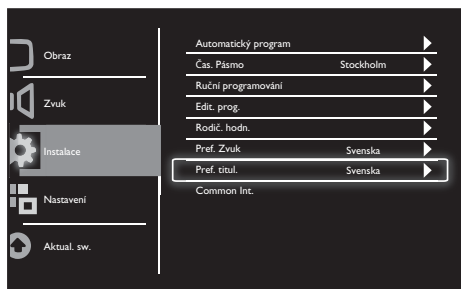 Obraz
Zvuk
Instalace
Nastavení
Aktual. sw.
Automatický program
Čas. Pásmo Stockholm
Ruční programování
Edit. prog.
Rodič. hodn.
Pref. Zvuk Svenska
Pref. titul. Svenska
Common Int.